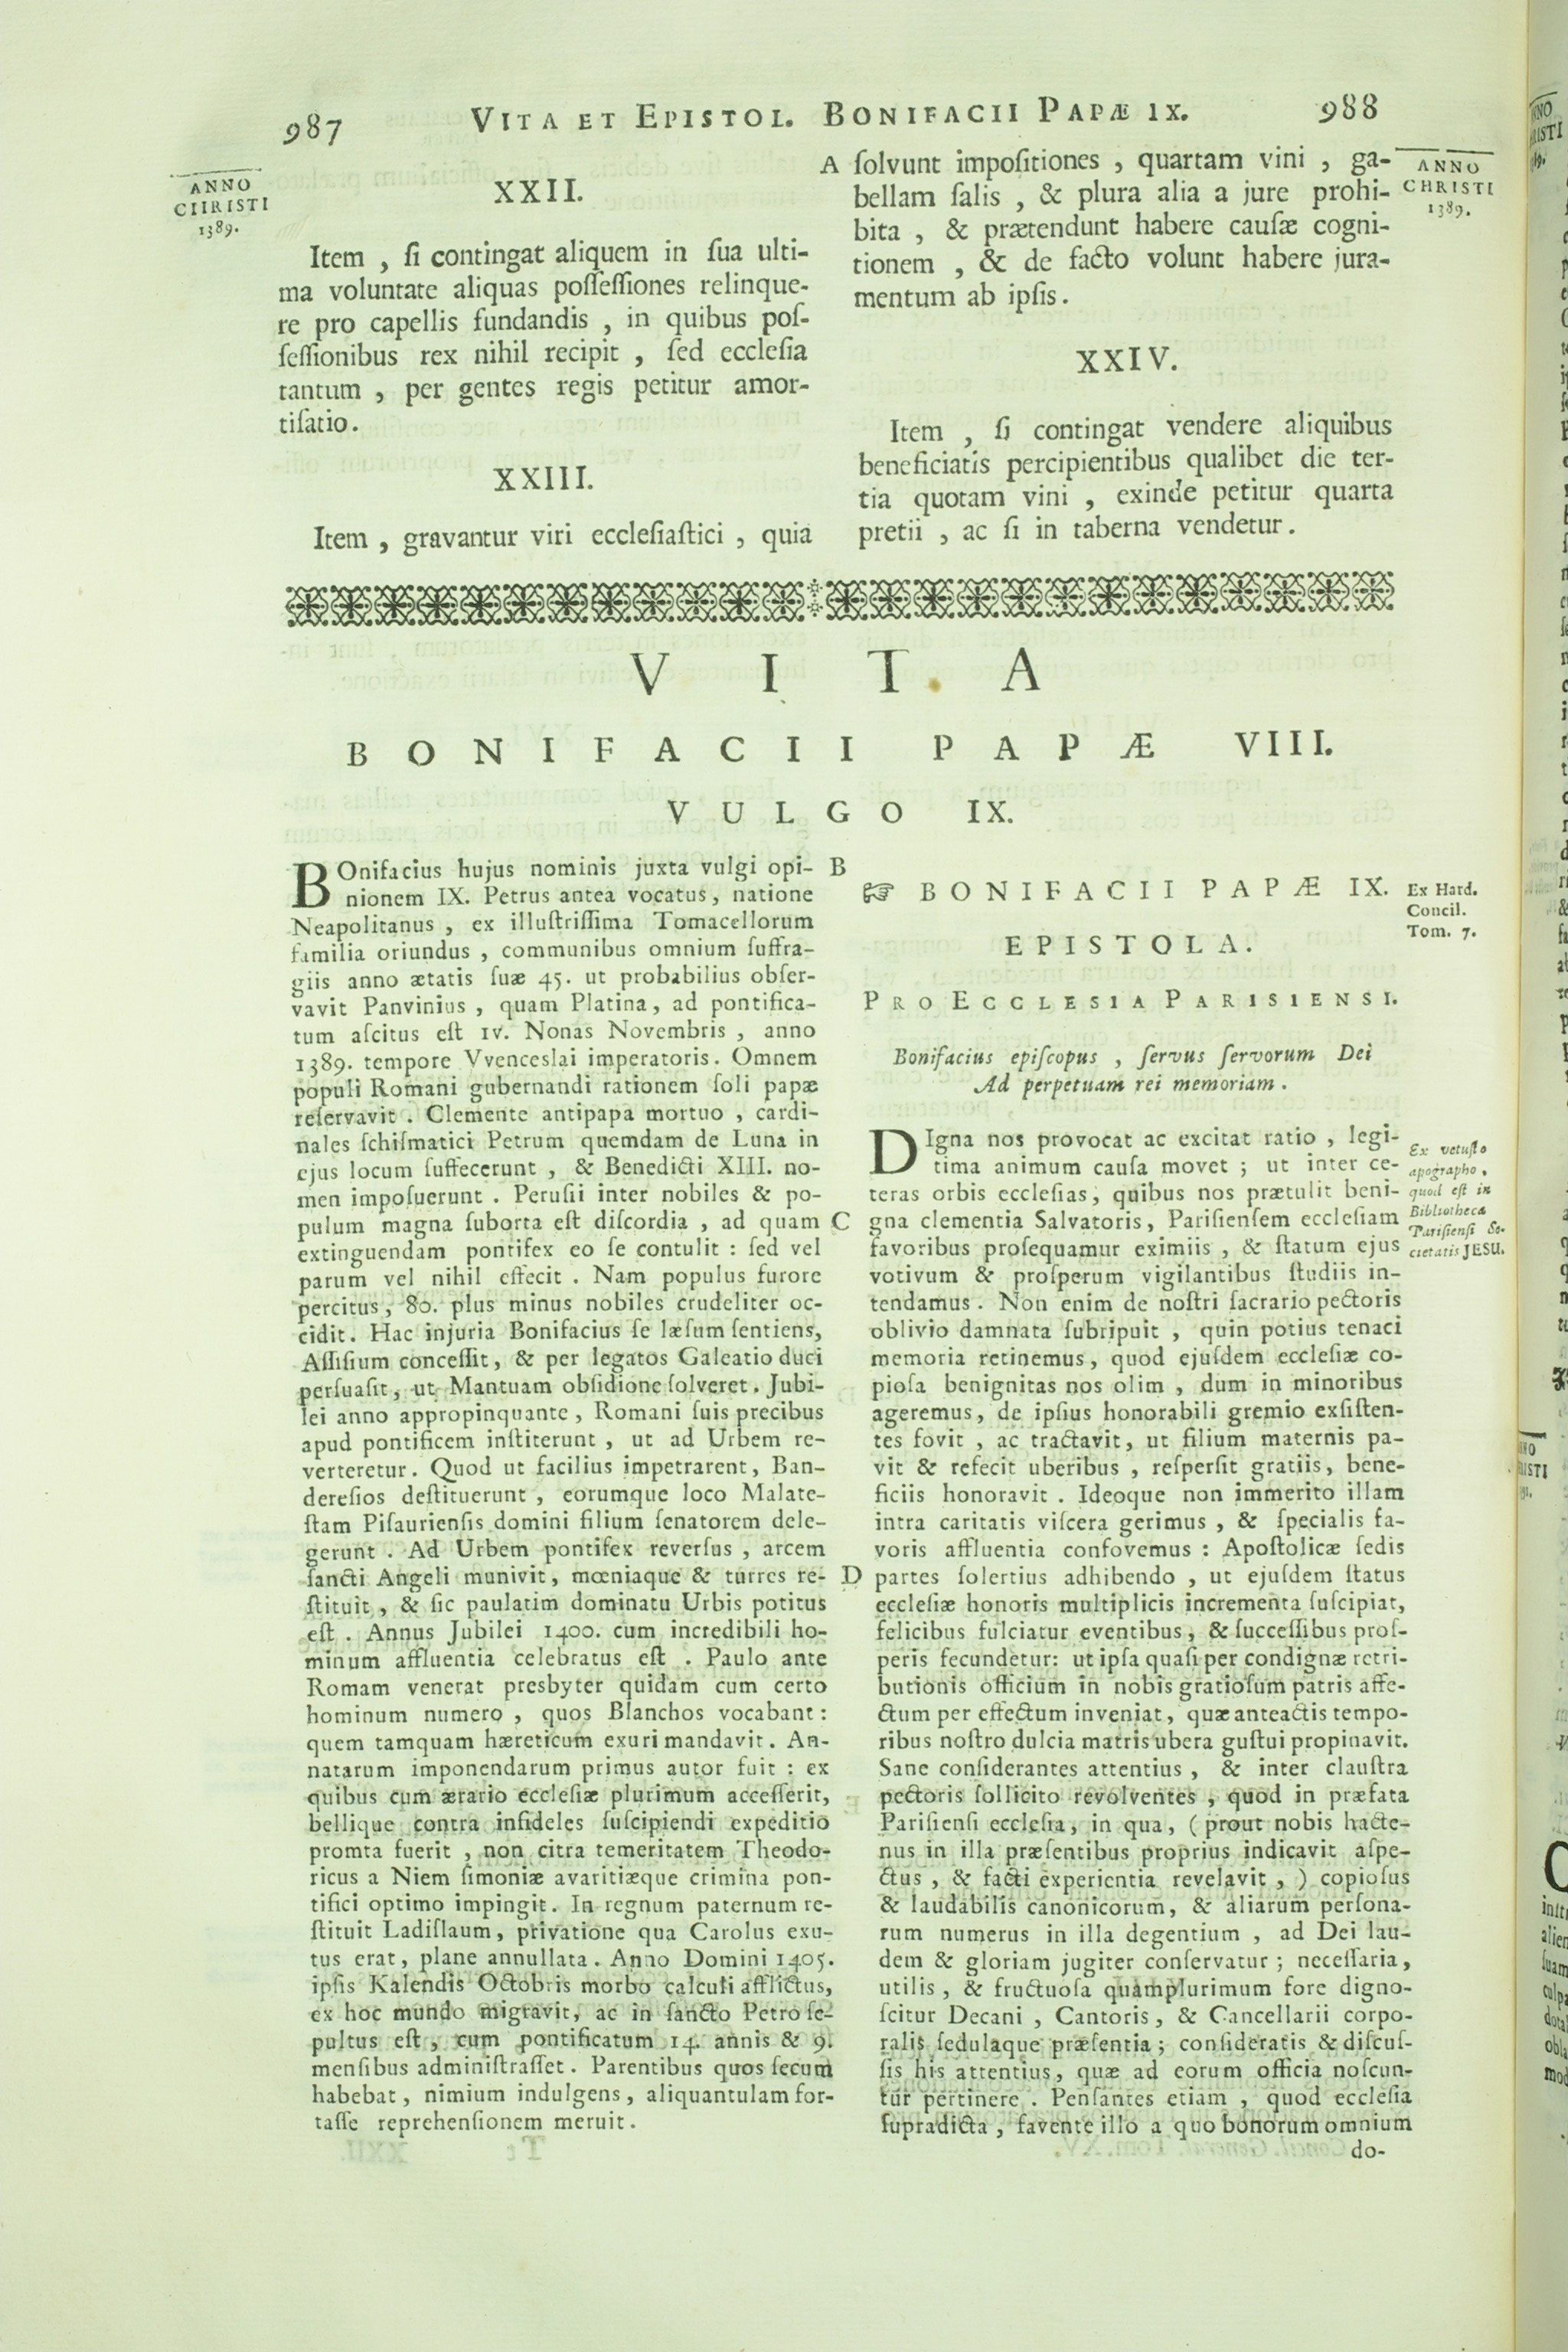 987
VITA ET EPISTOL. BONIFACII PAPÆ IX.
988
ANNO
CHRISTI
1389.
XXII.
Item , ſi contingat aliquem in ſua ulti-
ma voluntate aliquas poſſeſſiones relinque-
re pro capellis fundandis , in quibus poſ-
ſeſſionibus rex nihil recipit , ſed eccleſia
tantum , per gentes regis petitur amor-
tiſatio.
XXIII.
Item , gravantur viri eccleſiaſtici , quia
A ſolvunt impoſitiones , quartam vini , ga-
bellam ſalis , & plura alia a jure prohi-
bita , & prætendunt habere cauſæ cogni-
tionem , & de facto volunt habere jura-
mentum ab ipſis.
ANNO
CHRISTI
1389.
XXIV.
Item , ſi contingat vendere aliquibus
beneficiatis percipientibus qualibet die ter-
tia quotam vini , exinde petitur quarta
pretii , ac ſi in taberna vendetur.
VITA
BONIFACII PAPÆ VIII.
VULGO IX.
BOnifacius hujus nominis juxta vulgi opi-
nionem IX. Petrus antea vocatus, natione
Neapolitanus , ex illuſtriſſima Tomacellorum
familia oriundus , communibus omnium ſuffra-
giis anno ætatis ſuæ 45. ut probabilius obſer-
vavit Panvinius , quam Platina, ad pontifica-
tum aſcitus eſt IV. Nonas Novembris , anno
1389. tempore Vvenceslai imperatoris. Omnem
populi Romani gubernandi rationem ſoli papæ
reſervavit . Clemente antipapa mortuo , cardi-
nales ſchiſmatici Petrum quemdam de Luna in
ejus locum ſuffecerunt , & Benedicti XIII. no-
men impoſuerunt . Peruſii inter nobiles & po-
pulum magna ſuborta eſt diſcordia , ad quam
extinguendam pontifex eo ſe contulit : ſed vel
parum vel nihil effecit . Nam populus furore
percitus, 80. plus minus nobiles crudeliter oc-
cidit. Hac injuria Bonifacius ſe læſum ſentiens,
Aſſiſium conceſſit, & per legatos Galeatio duci
perſuaſit, ut Mantuam obſidione ſolveret. Jubi-
lei anno appropinquante, Romani ſuis precibus
apud pontificem inſtiterunt , ut ad Urbem re-
verteretur. Quod ut facilius impetrarent, Ban-
dereſios deſtituerunt , eorumque loco Malate-
ſtam Piſaurienſis domini filium ſenatorem dele-
gerunt . Ad Urbem pontifex reverſus , arcem
ſancti Angeli munivit, mœniaque & turres re-
ſtituit , & ſic paulatim dominatu Urbis potitus
eſt . Annus Jubilei 1400. cum incredibili ho-
minum affluentia celebratus eſt . Paulo ante
Romam venerat presbyter quidam cum certo
hominum numero , quos Blanchos vocabant :
quem tamquam hæreticum exuri mandavit. An-
natarum imponendarum primus autor fuit : ex
quibus cum ærario eccleſiæ plurimum acceſſerit,
bellique contra infideles ſuſcipiendi expeditio
promta fuerit , non citra temeritatem Theodo-
ricus a Niem ſimoniæ avaritiæque crimina pon-
tifici optimo impingit. In regnum paternum re-
ſtituit Ladiſlaum, privatione qua Carolus exu-
tus erat, plane annullata. Anno Domini 1405.
ipſis Kalendis Octobris morbo calculi afflictus,
ex hoc mundo migravit, ac in ſancto Petro ſe-
pultus eſt , cum pontificatum 14. annis & 9.
menſibus adminiſtraſſet. Parentibus quos ſecum
habebat, nimium indulgens, aliquantulam for-
taſſe reprehenſionem meruit.
B
C
D
☞ BONIFACII PAPÆ IX.
EPISTOLA.
Ex Hard.
Concil.
Tom. 7.
PRO ECCLESIA PARISIENSI.
Bonifacius epiſcopus , ſervus ſervorum Dei
Ad perpetuam rei memoriam.
DIgna nos provocat ac excitat ratio , legi-
tima animum cauſa movet ; ut inter ce-
teras orbis eccleſias, quibus nos prætulit beni-
gna clementia Salvatoris, Pariſienſem eccleſiam
favoribus proſequamur eximiis , & ſtatum ejus
votivum & proſperum vigilantibus ſtudiis in-
tendamus. Non enim de noſtri ſacrario pectoris
oblivio damnata ſubripuit , quin potius tenaci
memoria retinemus, quod ejuſdem eccleſiæ co-
pioſa benignitas nos olim , dum in minoribus
ageremus, de ipſius honorabili gremio exſiſten-
tes fovit , ac tractavit, ut filium maternis pa-
vit & refecit uberibus , reſperſit gratiis, bene-
ficiis honoravit . Ideoque non immerito illam
intra caritatis viſcera gerimus , & ſpecialis fa-
voris affluentia confovemus : Apoſtolicæ ſedis
partes ſolertius adhibendo , ut ejuſdem ſtatus
eccleſiæ honoris multiplicis incrementa ſuſcipiat,
felicibus fulciatur eventibus, & ſucceſſibus proſ-
peris fecundetur: ut ipſa quaſi per condignæ retri-
butionis officium in nobis gratioſum patris affe-
ctum per effectum inveniat, quæ anteactis tempo-
ribus noſtro dulcia matris ubera guſtui propinavit.
Sane conſiderantes attentius , & inter clauſtra
pectoris ſollicito revolventes , quod in præfata
Pariſienſi eccleſia, in qua, ( prout nobis hacte-
nus in illa præſentibus proprius indicavit aſpe-
ctus , & facti experientia revelavit , ) copioſus
& laudabilis canonicorum, & aliarum perſona-
rum numerus in illa degentium , ad Dei lau-
dem & gloriam jugiter conſervatur ; neceſſaria,
utilis , & fructuoſa quamplurimum fore digno-
ſcitur Decani , Cantoris, & Cancellarii corpo-
ralis ſedulaque præſentia ; conſideratis & diſcuſ-
ſis his attentius, quæ ad eorum officia noſcun-
tur pertinere . Penſantes etiam , quod eccleſia
ſupradicta , favente illo a quo bonorum omnium
do-
Ex vetuſto
apographo,
quod eſt in
Bibliotheca
Pariſienſi So-
cietatis JESU.